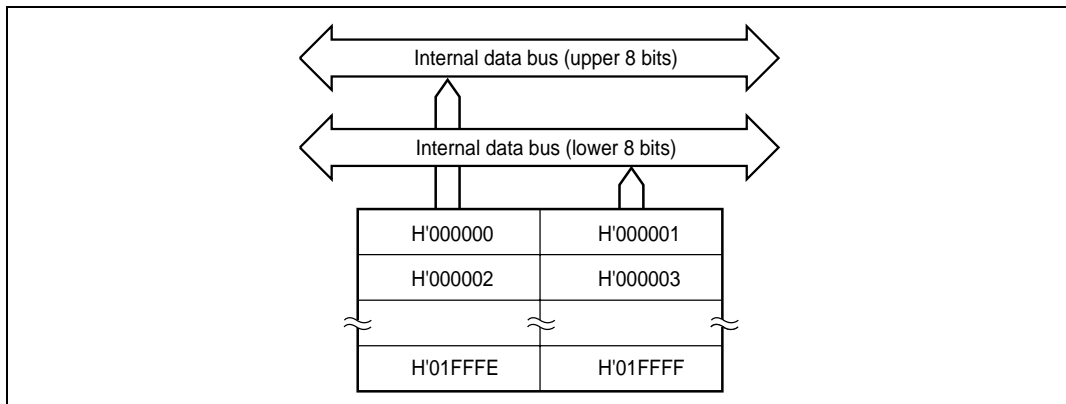 Internal data bus (upper 8 bits)
Internal data bus (lower 8 bits)
H'000000 H'000001
H'000002 H'000003
H'01FFFE H'01FFFF